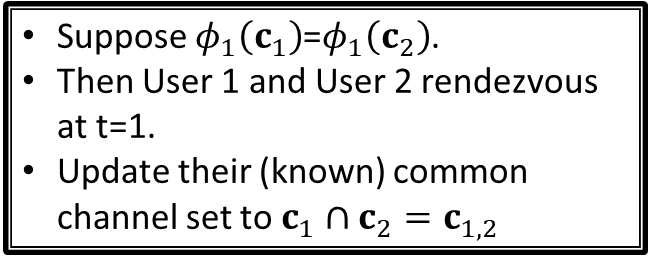 • Suppose 𝜙₁(𝐜₁)=𝜙₁(𝐜₂).
• Then User 1 and User 2 rendezvous
at t=1.
• Update their (known) common
channel set to 𝐜₁ ∩ 𝐜₂ = 𝐜₁,₂